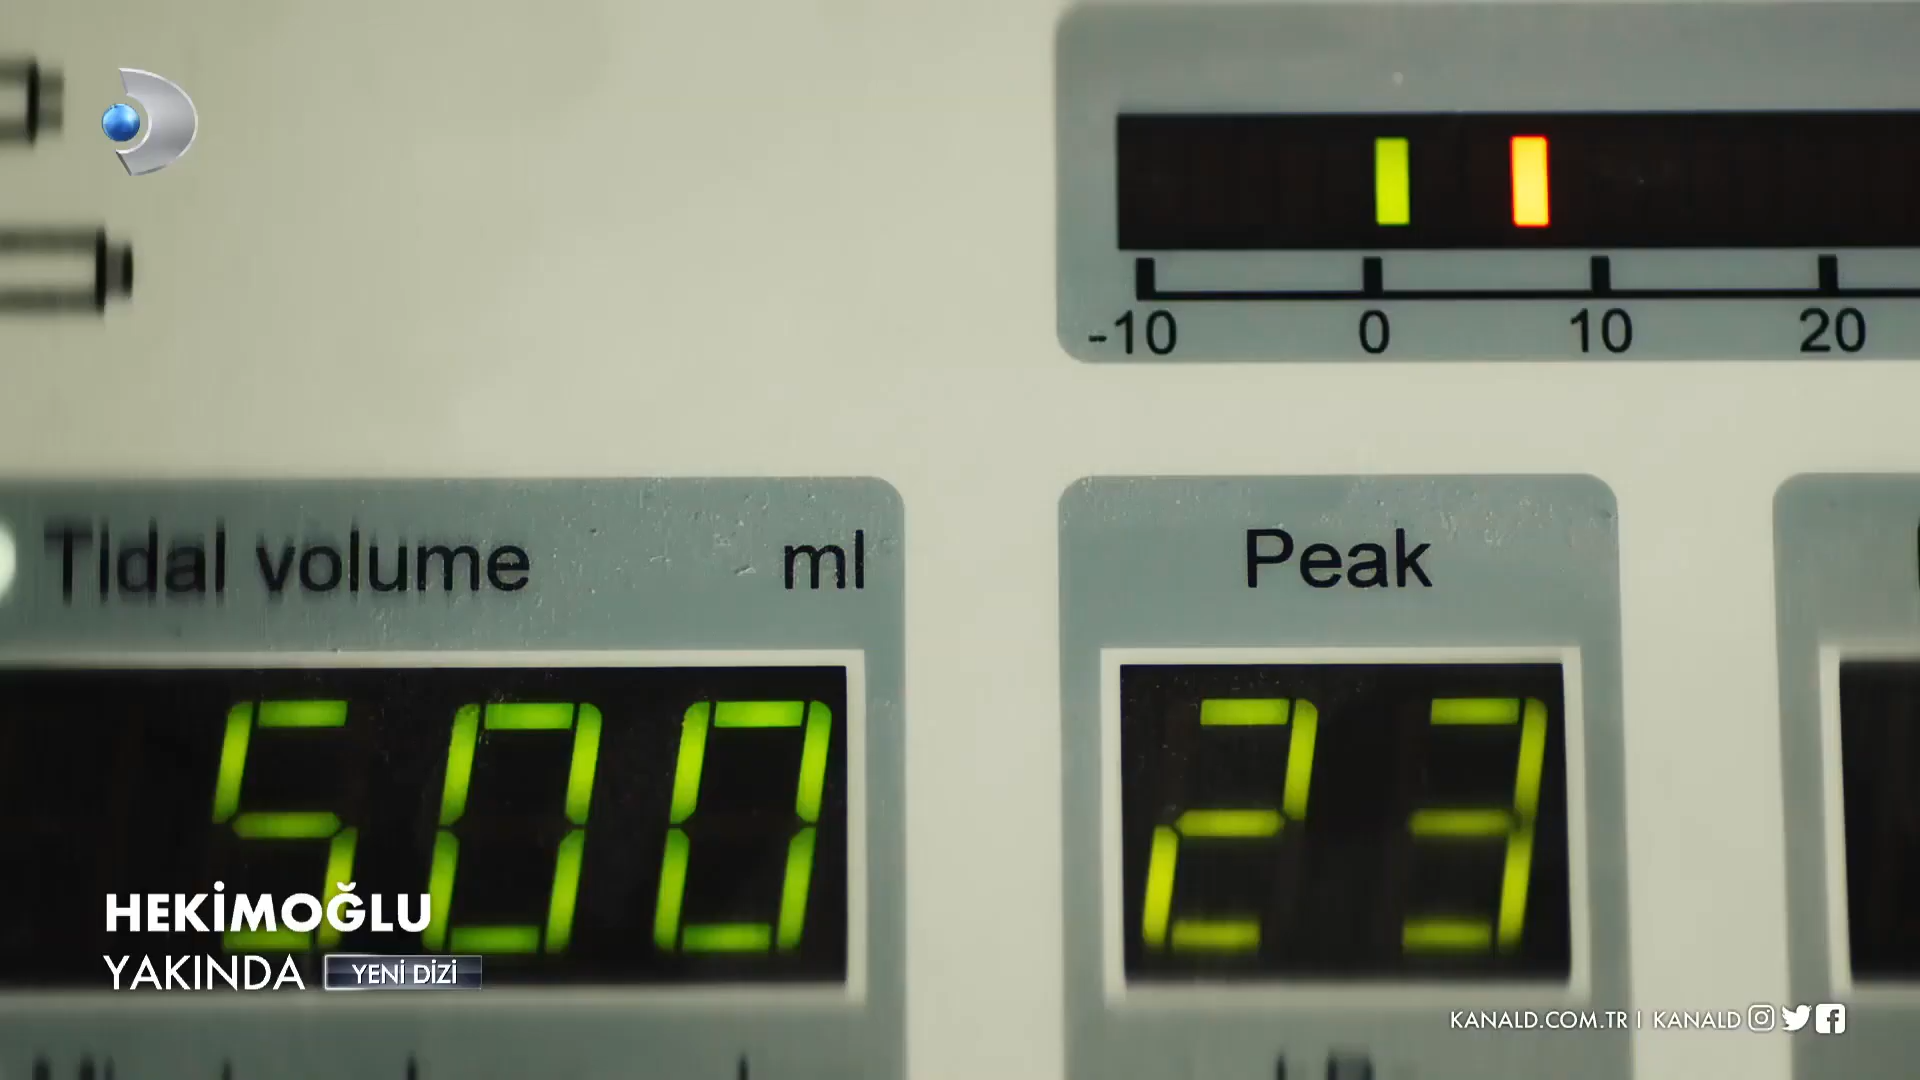 -10 0 10 20
Tidal volume ml
Peak
500
23
HEKİMOĞLU
YAKINDA YENİ DİZİ
KANALD.COM.TR | KANALD